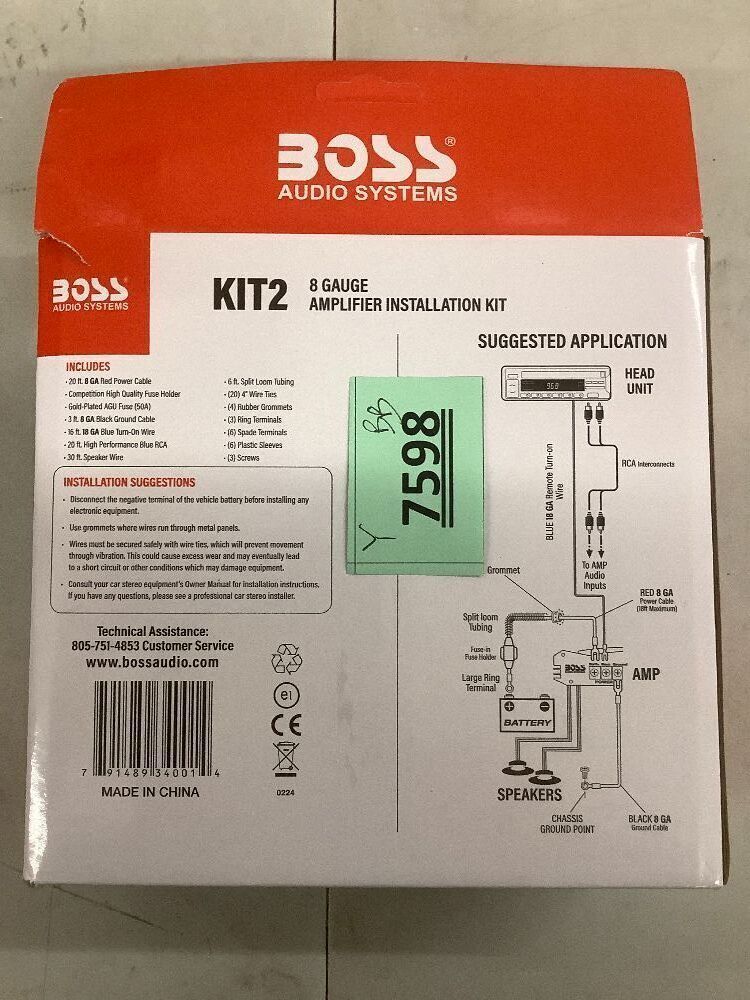 BOSS®
AUDIO SYSTEMS
BOSS
AUDIO SYSTEMS
KIT2
8 GAUGE
AMPLIFIER INSTALLATION KIT
INCLUDES
• 20 ft. 8 GA Red Power Cable
• Competition High Quality Fuse Holder
• Gold-Plated AGU Fuse (50A)
• 3 ft. 8 GA Black Ground Cable
• 16 ft. 18 GA Blue Turn-On Wire
• 20 ft. High Performance Blue RCA
• 30 ft. Speaker Wire
• 6 ft. Split Loom Tubing
• (20) 4" Wire Ties
• (4) Rubber Grommets
• (3) Ring Terminals
• (6) Spade Terminals
• (6) Plastic Sleeves
• (3) Screws
INSTALLATION SUGGESTIONS
• Disconnect the negative terminal of the vehicle battery before installing any
electronic equipment.
• Use grommets where wires run through metal panels.
• Wires must be secured safely with wire ties, which will prevent movement
through vibration. This could cause excess wear and may eventually lead
to a short circuit or other conditions which may damage equipment.
• Consult your car stereo equipment's Owner Manual for installation instructions.
If you have any questions, please see a professional car stereo installer.
Technical Assistance:
805-751-4853 Customer Service
www.bossaudio.com
e1
CE
0224
7 91489 34001 4
MADE IN CHINA
BB
7598
Y
SUGGESTED APPLICATION
HEAD
UNIT
BLUE 18 GA Remote Turn-on
Wire
RCA Interconnects
To AMP
Audio
Inputs
Grommet
RED 8 GA
Power Cable
(18ft Maximum)
Split loom
Tubing
Fuse-in
Fuse Holder
Large Ring
Terminal
BOSS
AMP
BATTERY
SPEAKERS
CHASSIS
GROUND POINT
BLACK 8 GA
Ground Cable